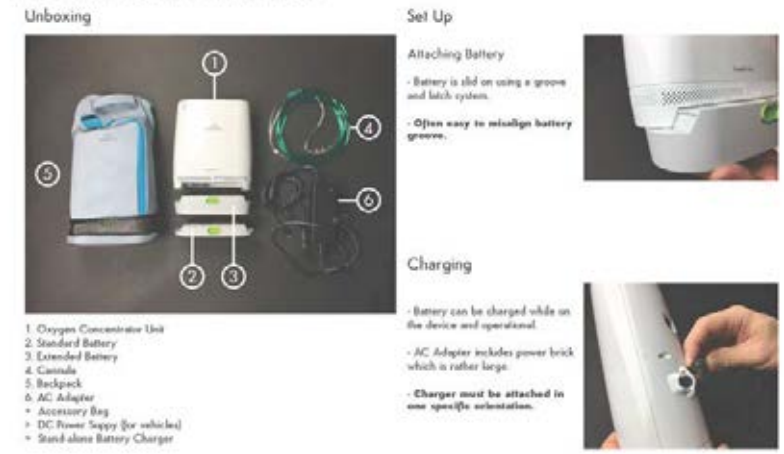 Unboxing
1
2
3
4
5
6
1. Oxygen Concentrator Unit
2. Standard Battery
3. Extended Battery
4. Cannula
5. Backpack
6. AC Adapter
+ Accessory Bag
+ DC Power Suppy (for vehicles)
+ Stand-alone Battery Charger
Set Up
Attaching Battery
- Battery is slid on using a groove
and latch system.
- Often easy to misalign battery
groove.
Charging
- Battery can be charged while on
the device and operational.
- AC Adapter includes power brick
which is rather large.
- Charger must be attached in
one specific orientation.